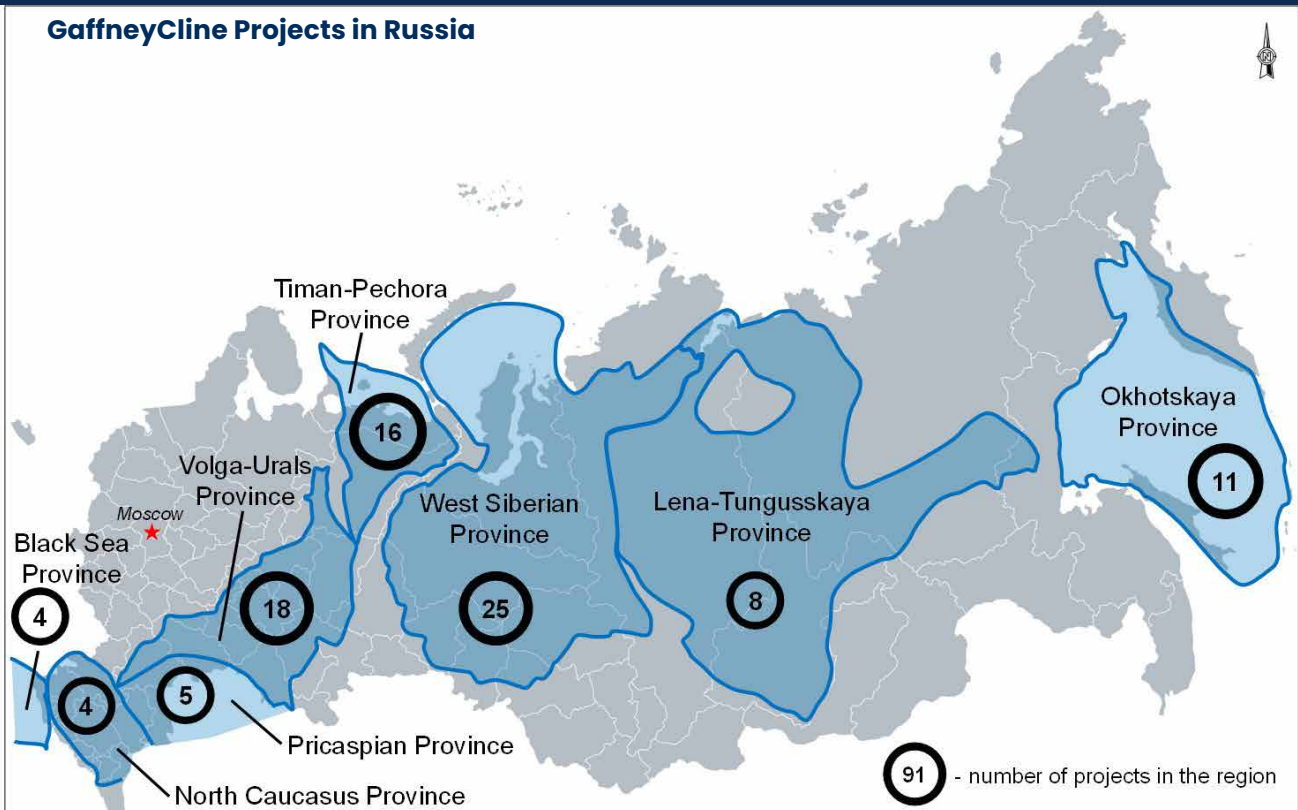 GaffneyCline Projects in Russia
N
Timan-Pechora
Province
16
Okhotskaya
Province
11
Volga-Urals
Province
Moscow
West Siberian
Province
Lena-Tungusskaya
Province
Black Sea
Province
4
18
25
8
4
5
Pricaspian Province
North Caucasus Province
91 - number of projects in the region